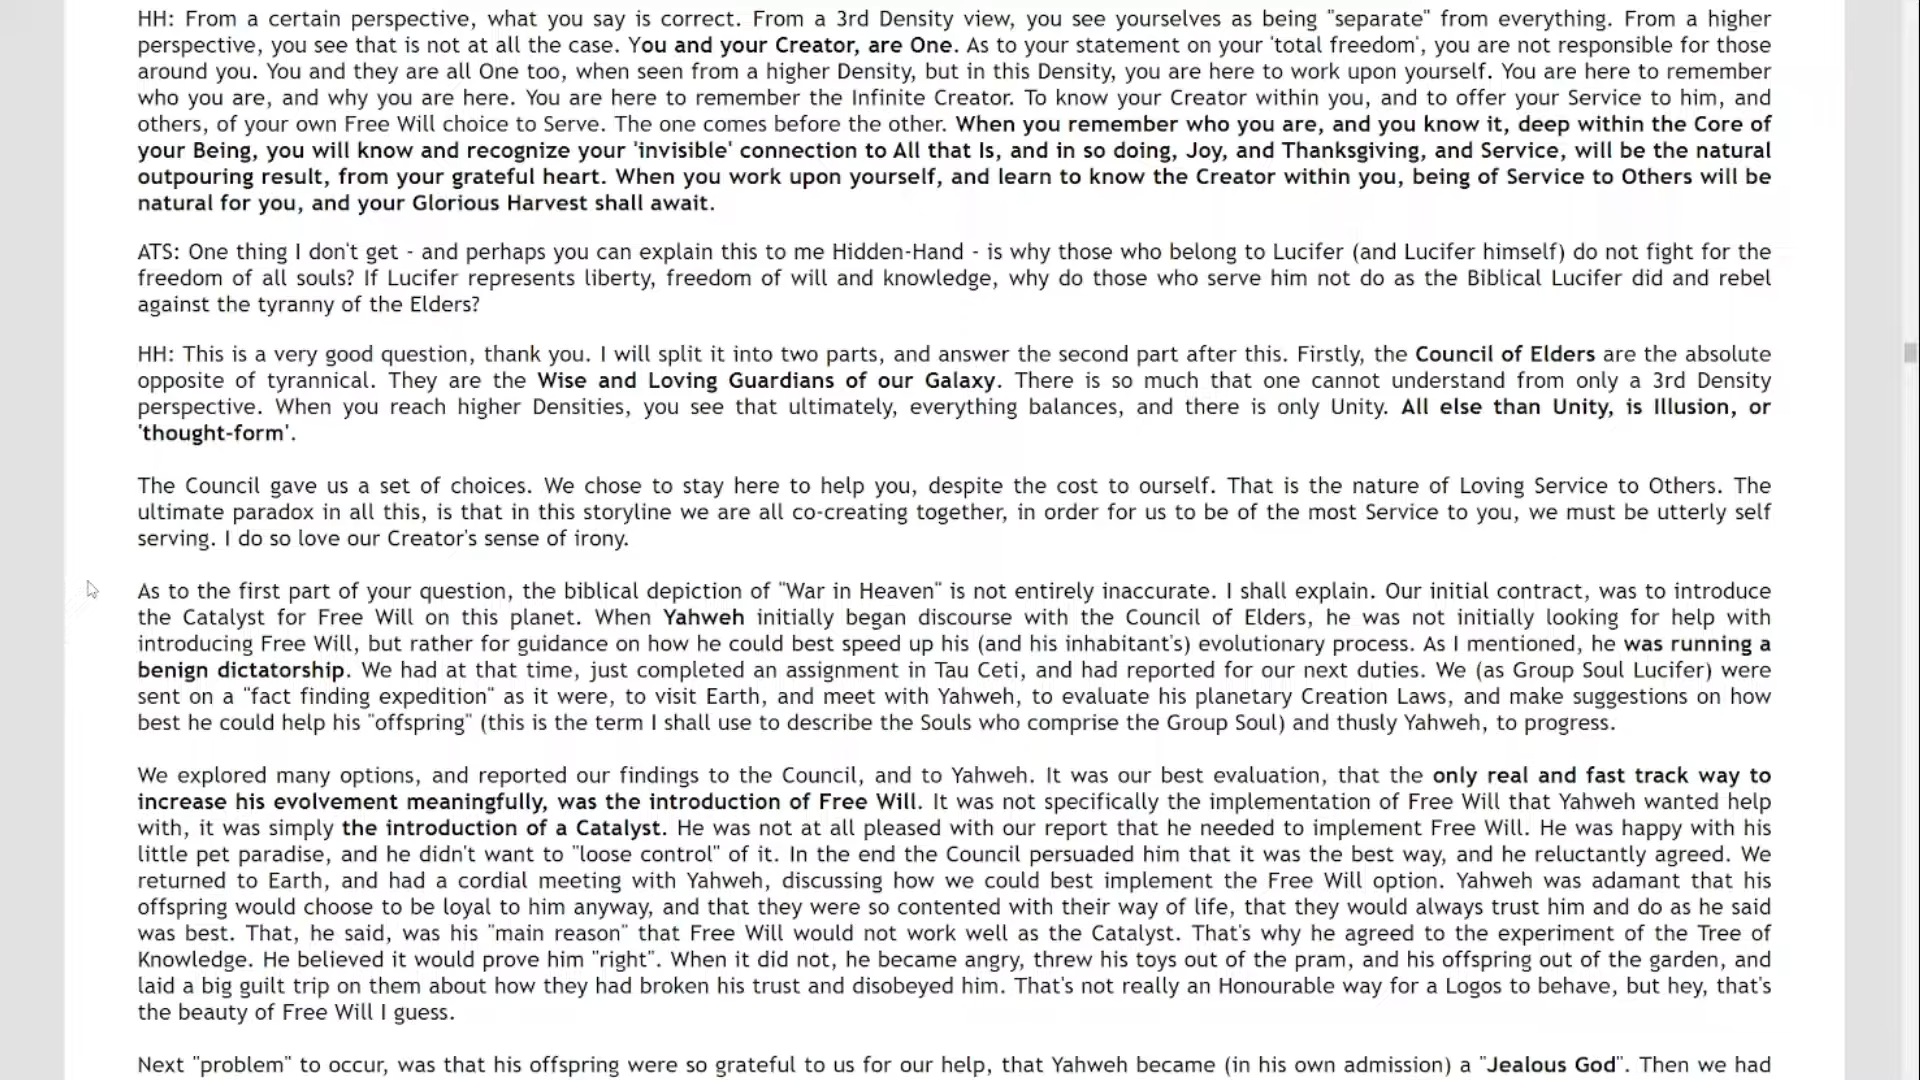 HH: From a certain perspective, what you say is correct. From a 3rd Density view, you see yourselves as being "separate" from everything. From a higher
perspective, you see that is not at all the case. You and your Creator, are One. As to your statement on your 'total freedom', you are not responsible for those
around you. You and they are all One too, when seen from a higher Density, but in this Density, you are here to work upon yourself. You are here to remember
who you are, and why you are here. You are here to remember the Infinite Creator. To know your Creator within you, and to offer your Service to him, and
others, of your own Free Will choice to Serve. The one comes before the other. When you remember who you are, and you know it, deep within the Core of
your Being, you will know and recognize your 'invisible' connection to All that Is, and in so doing, Joy, and Thanksgiving, and Service, will be the natural
outpouring result, from your grateful heart. When you work upon yourself, and learn to know the Creator within you, being of Service to Others will be
natural for you, and your Glorious Harvest shall await.
ATS: One thing I don't get - and perhaps you can explain this to me Hidden-Hand - is why those who belong to Lucifer (and Lucifer himself) do not fight for the
freedom of all souls? If Lucifer represents liberty, freedom of will and knowledge, why do those who serve him not do as the Biblical Lucifer did and rebel
against the tyranny of the Elders?
HH: This is a very good question, thank you. I will split it into two parts, and answer the second part after this. Firstly, the Council of Elders are the absolute
opposite of tyrannical. They are the Wise and Loving Guardians of our Galaxy. There is so much that one cannot understand from only a 3rd Density
perspective. When you reach higher Densities, you see that ultimately, everything balances, and there is only Unity. All else than Unity, is Illusion, or
'thought-form'.
The Council gave us a set of choices. We chose to stay here to help you, despite the cost to ourself. That is the nature of Loving Service to Others. The
ultimate paradox in all this, is that in this storyline we are all co-creating together, in order for us to be of the most Service to you, we must be utterly self
serving. I do so love our Creator's sense of irony.
As to the first part of your question, the biblical depiction of "War in Heaven" is not entirely inaccurate. I shall explain. Our initial contract, was to introduce
the Catalyst for Free Will on this planet. When Yahweh initially began discourse with the Council of Elders, he was not initially looking for help with
introducing Free Will, but rather for guidance on how he could best speed up his (and his inhabitant's) evolutionary process. As I mentioned, he was running a
benign dictatorship. We had at that time, just completed an assignment in Tau Ceti, and had reported for our next duties. We (as Group Soul Lucifer) were
sent on a "fact finding expedition" as it were, to visit Earth, and meet with Yahweh, to evaluate his planetary Creation Laws, and make suggestions on how
best he could help his "offspring" (this is the term I shall use to describe the Souls who comprise the Group Soul) and thusly Yahweh, to progress.
We explored many options, and reported our findings to the Council, and to Yahweh. It was our best evaluation, that the only real and fast track way to
increase his evolvement meaningfully, was the introduction of Free Will. It was not specifically the implementation of Free Will that Yahweh wanted help
with, it was simply the introduction of a Catalyst. He was not at all pleased with our report that he needed to implement Free Will. He was happy with his
little pet paradise, and he didn't want to "loose control" of it. In the end the Council persuaded him that it was the best way, and he reluctantly agreed. We
returned to Earth, and had a cordial meeting with Yahweh, discussing how we could best implement the Free Will option. Yahweh was adamant that his
offspring would choose to be loyal to him anyway, and that they were so contented with their way of life, that they would always trust him and do as he said
was best. That, he said, was his "main reason" that Free Will would not work well as the Catalyst. That's why he agreed to the experiment of the Tree of
Knowledge. He believed it would prove him "right". When it did not, he became angry, threw his toys out of the pram, and his offspring out of the garden, and
laid a big guilt trip on them about how they had broken his trust and disobeyed him. That's not really an Honourable way for a Logos to behave, but hey, that's
the beauty of Free Will I guess.
Next "problem" to occur, was that his offspring were so grateful to us for our help, that Yahweh became (in his own admission) a "Jealous God". Then we had